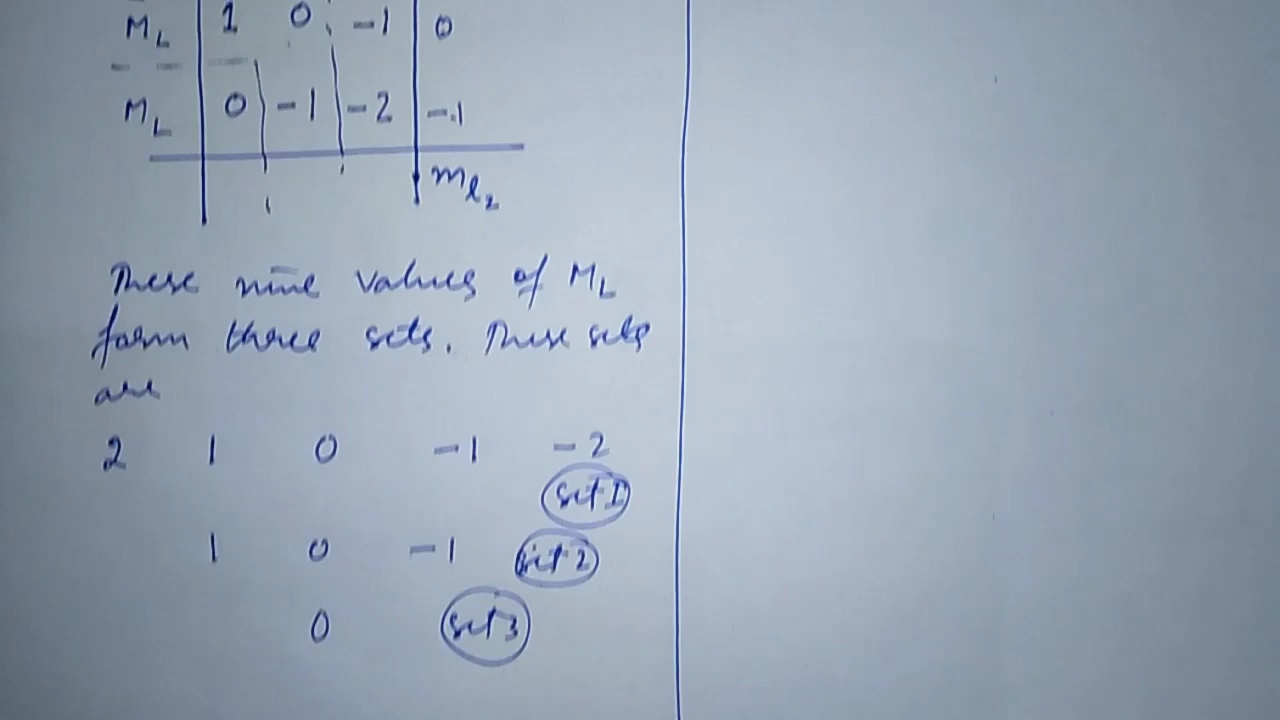 M_L 1 0 -1 0
M_L 0 -1 -2 -1
m_l2
These nine values of M_L
form three sets. These sets
are
2 1 0 -1 -2
set I
1 0 -1 set 2
0 set 3